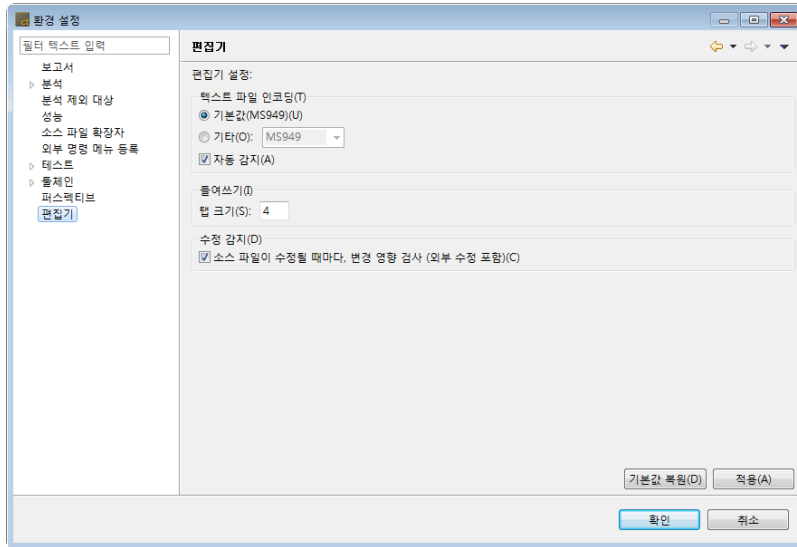 ct 환경 설정
필터 텍스트 입력
보고서
분석
분석 제외 대상
성능
소스 파일 확장자
외부 명령 메뉴 등록
테스트
툴체인
퍼스펙티브
편집기
편집기
편집기 설정:
텍스트 파일 인코딩(T)
기본값(MS949)(U)
기타(O): MS949
자동 감지(A)
들여쓰기(I)
탭 크기(S): 4
수정 감지(D)
소스 파일이 수정될 때마다, 변경 영향 검사 (외부 수정 포함)(C)
기본값 복원(D) 적용(A)
확인 취소